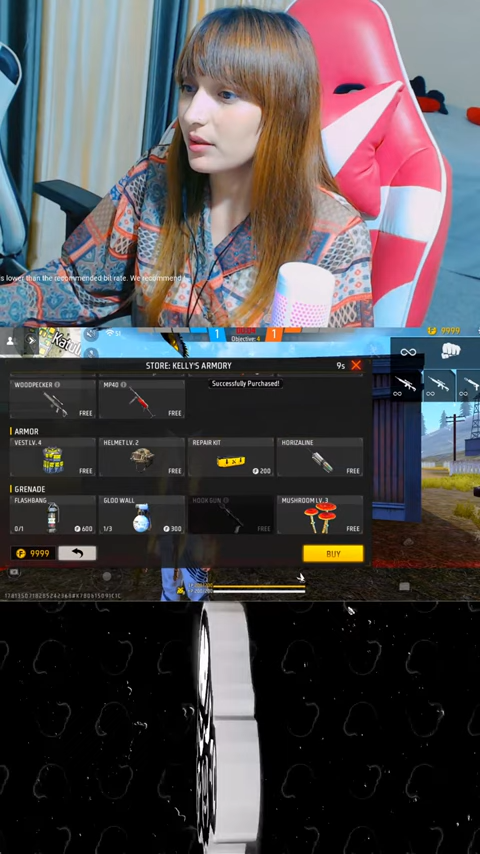 s lower than the recommended bit rate. We recommend
Katuli
1
1
Objective: 4
9999
STORE: KELLY'S ARMORY
9s
Successfully Purchased!
WOODPECKER
FREE
MP40
FREE
ARMOR
VEST LV. 4
FREE
HELMET LV. 2
FREE
REPAIR KIT
200
HORIZALINE
FREE
GRENADE
FLASHBANG
0/1
600
GLOO WALL
1/3
300
HOOK GUN
FREE
MUSHROOM LV. 3
FREE
9999
BUY